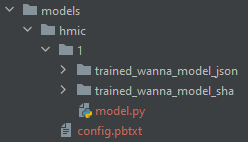 models
hmic
1
trained_wanna_model_json
trained_wanna_model_sha
model.py
config.pbtxt